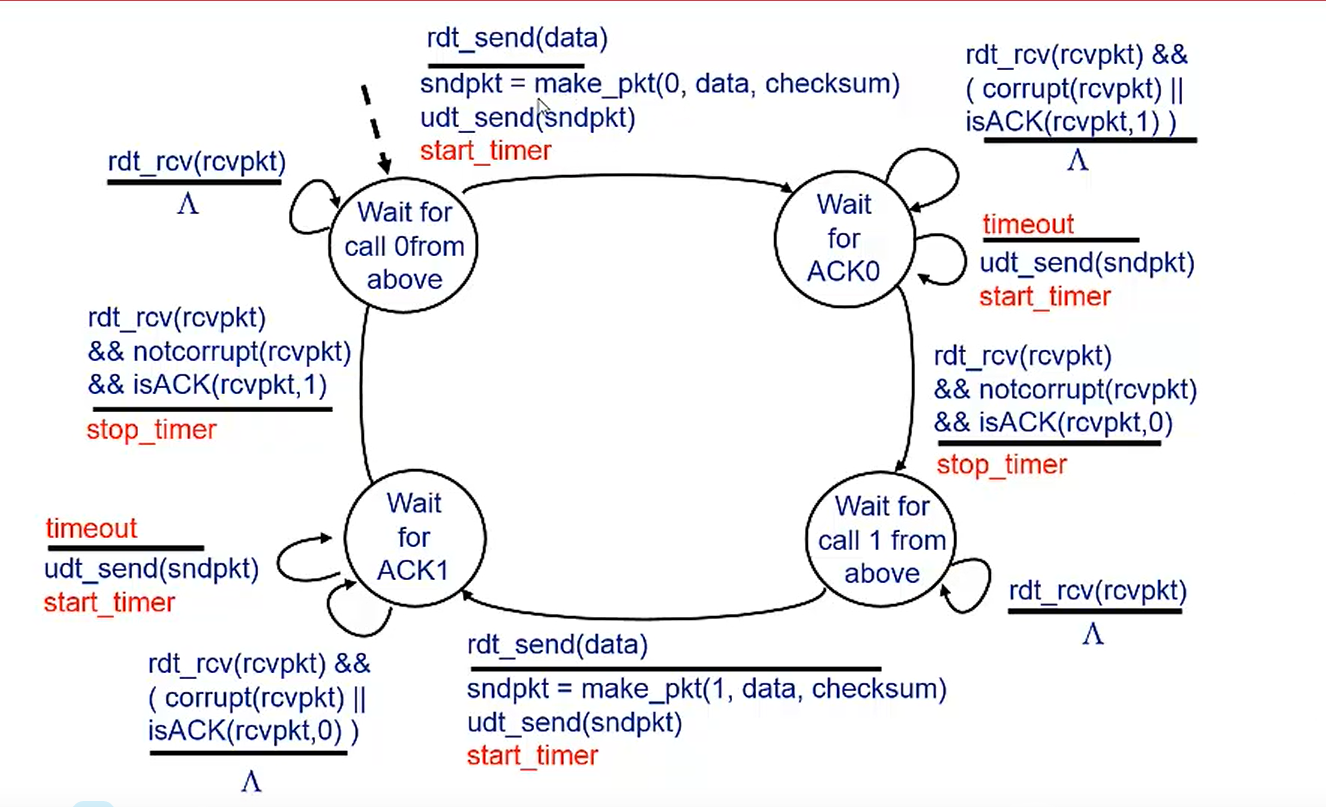 rdt_send(data)
sndpkt = make_pkt(0, data, checksum)
udt_send(sndpkt)
start_timer
rdt_rcv(rcvpkt) &&
( corrupt(rcvpkt) ||
isACK(rcvpkt,1) )
Λ
rdt_rcv(rcvpkt)
Λ
Wait for
call 0from
above
Wait
for
ACK0
timeout
udt_send(sndpkt)
start_timer
rdt_rcv(rcvpkt)
&& notcorrupt(rcvpkt)
&& isACK(rcvpkt,1)
stop_timer
rdt_rcv(rcvpkt)
&& notcorrupt(rcvpkt)
&& isACK(rcvpkt,0)
stop_timer
timeout
udt_send(sndpkt)
start_timer
Wait
for
ACK1
Wait for
call 1 from
above
rdt_rcv(rcvpkt)
Λ
rdt_rcv(rcvpkt) &&
( corrupt(rcvpkt) ||
isACK(rcvpkt,0) )
Λ
rdt_send(data)
sndpkt = make_pkt(1, data, checksum)
udt_send(sndpkt)
start_timer